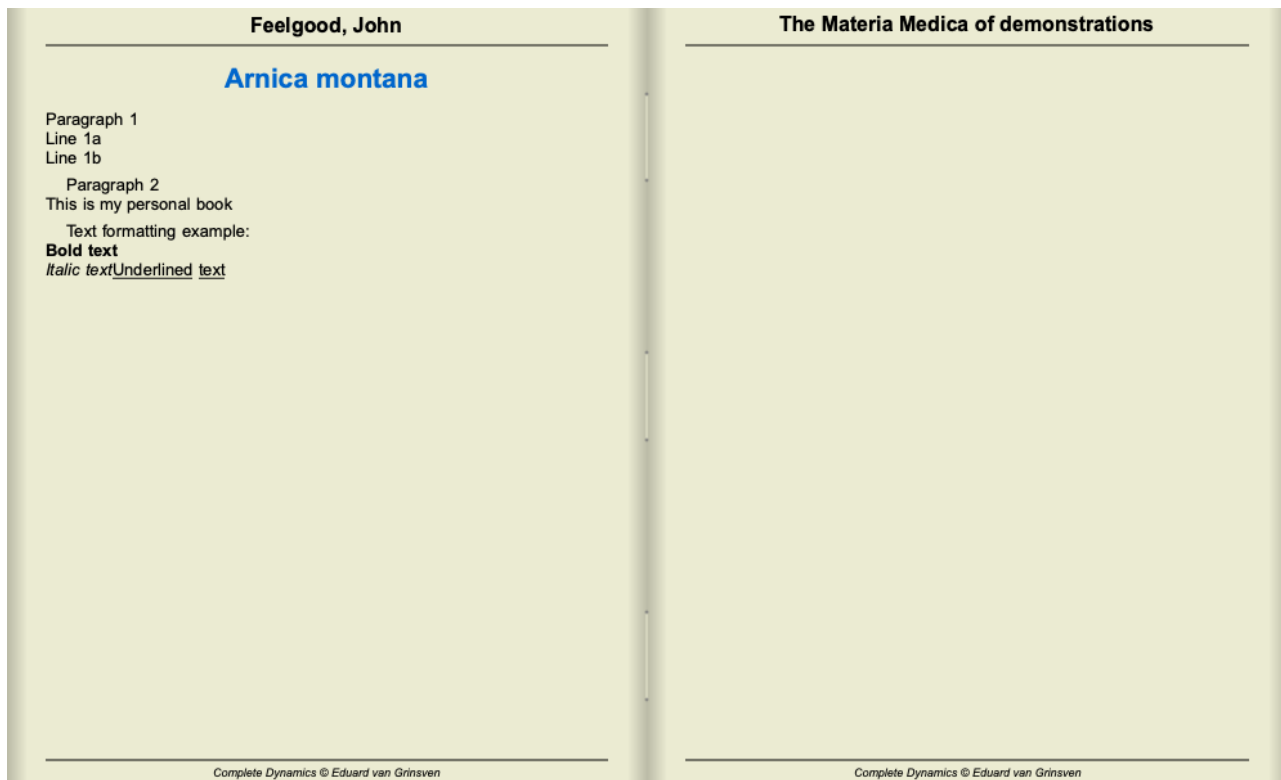 Feelgood, John
Arnica montana
Paragraph 1
Line 1a
Line 1b
Paragraph 2
This is my personal book
Text formatting example:
Bold text
Italic textUnderlined text
Complete Dynamics © Eduard van Grinsven
The Materia Medica of demonstrations
Complete Dynamics © Eduard van Grinsven